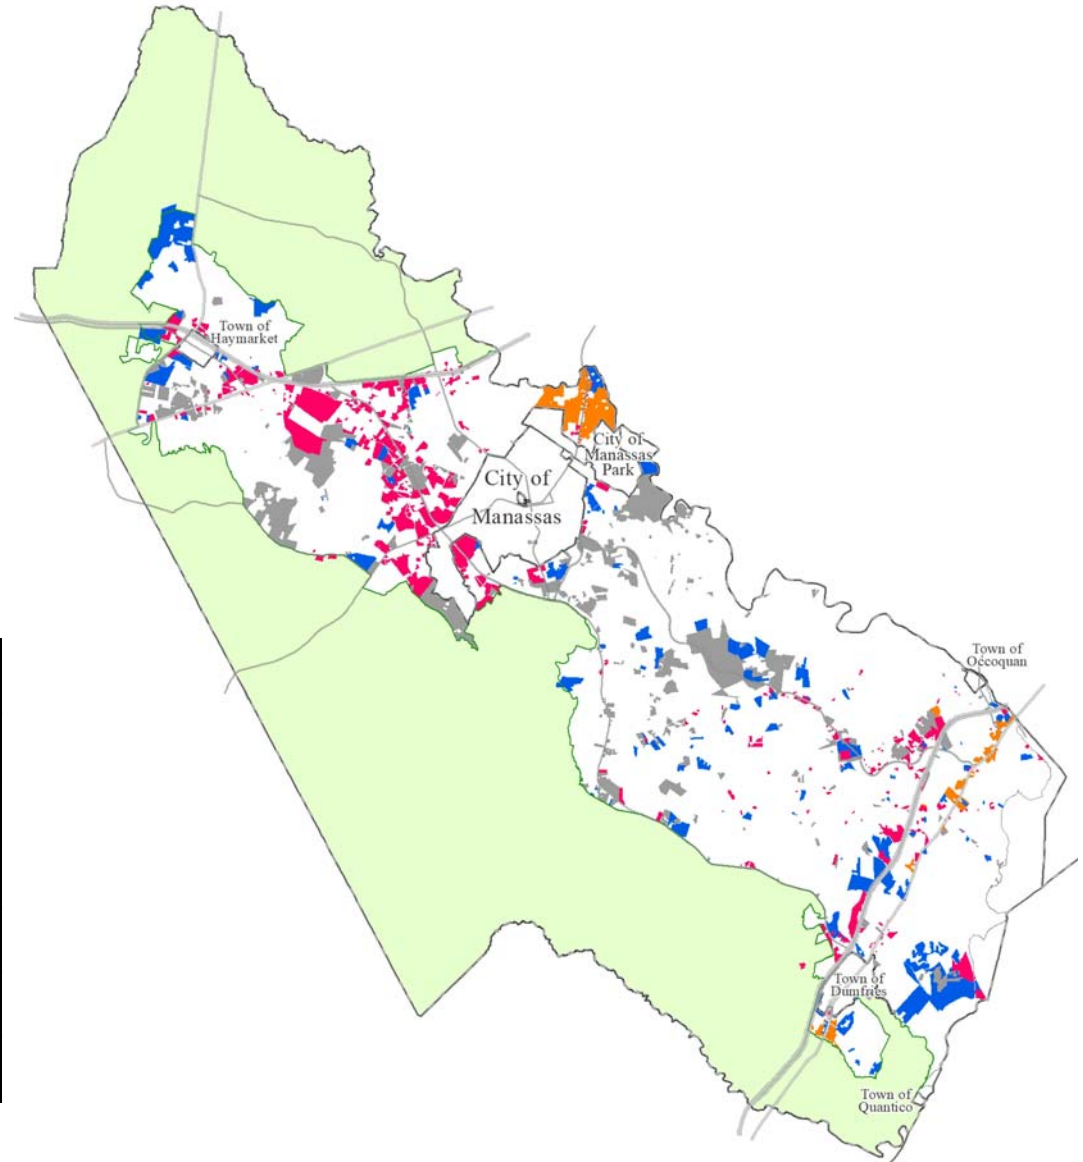 Town of
Haymarket
City of
Manassas
Park
City of
Manassas
Town of
Occoquan
Town of
Dumfries
Town of
Quantico